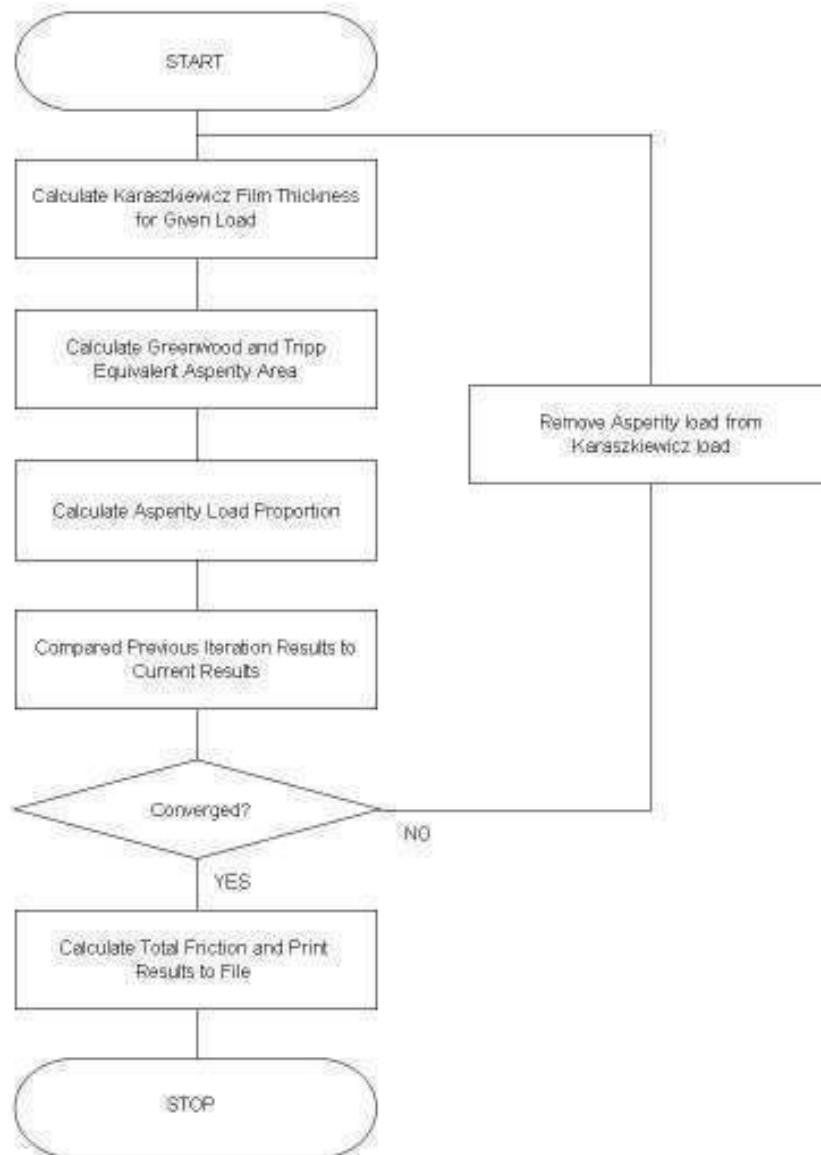 START
Calculate Karaszkiewicz Film Thickness
for Given Load
Calculate Greenwood and Tripp
Equivalent Asperity Area
Remove Asperity load from
Karaszkiewicz load
Calculate Asperity Load Proportion
Compared Previous Iteration Results to
Current Results
Converged?
NO
YES
Calculate Total Friction and Print
Results to File
STOP